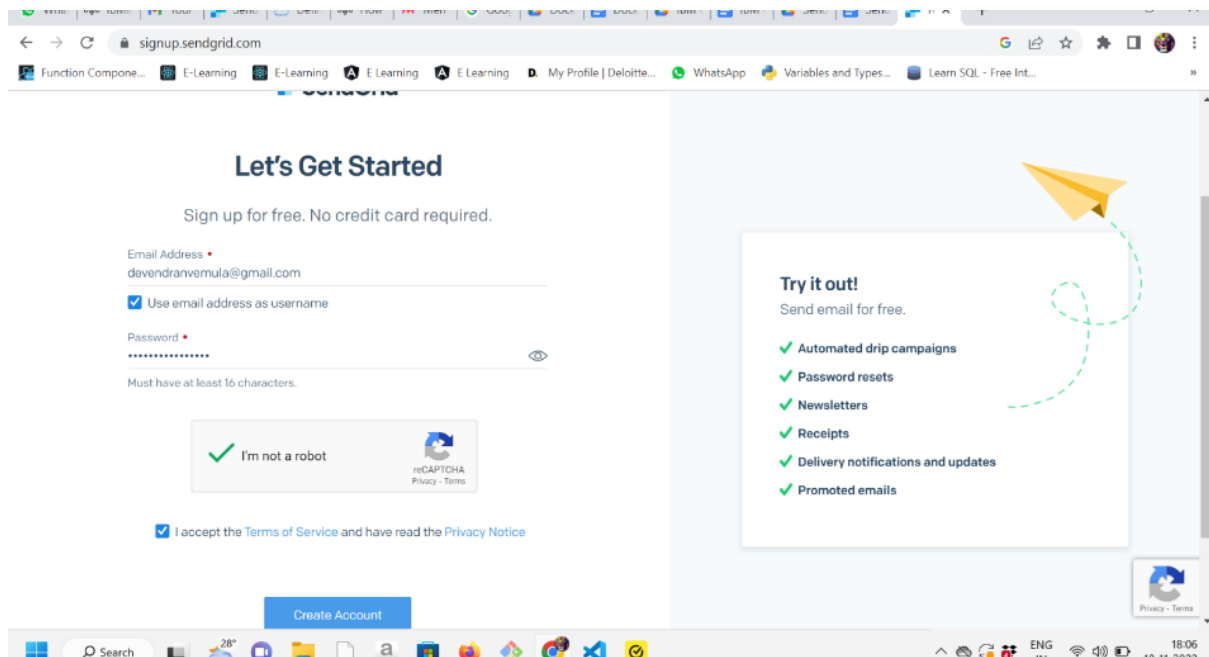 signup.sendgrid.com
Function Compone... E-Learning E-Learning E Learning E Learning D. My Profile | Deloitte... WhatsApp Variables and Types... Learn SQL - Free Int... »
Let's Get Started
Sign up for free. No credit card required.
Email Address •
devendranvemula@gmail.com
Use email address as username
Password •
••••••••••••••••
Must have at least 16 characters.
I'm not a robot
reCAPTCHA
Privacy - Terms
I accept the Terms of Service and have read the Privacy Notice
Create Account
Try it out!
Send email for free.
Automated drip campaigns
Password resets
Newsletters
Receipts
Delivery notifications and updates
Promoted emails
Privacy - Terms
28°
Search
ENG
18:06